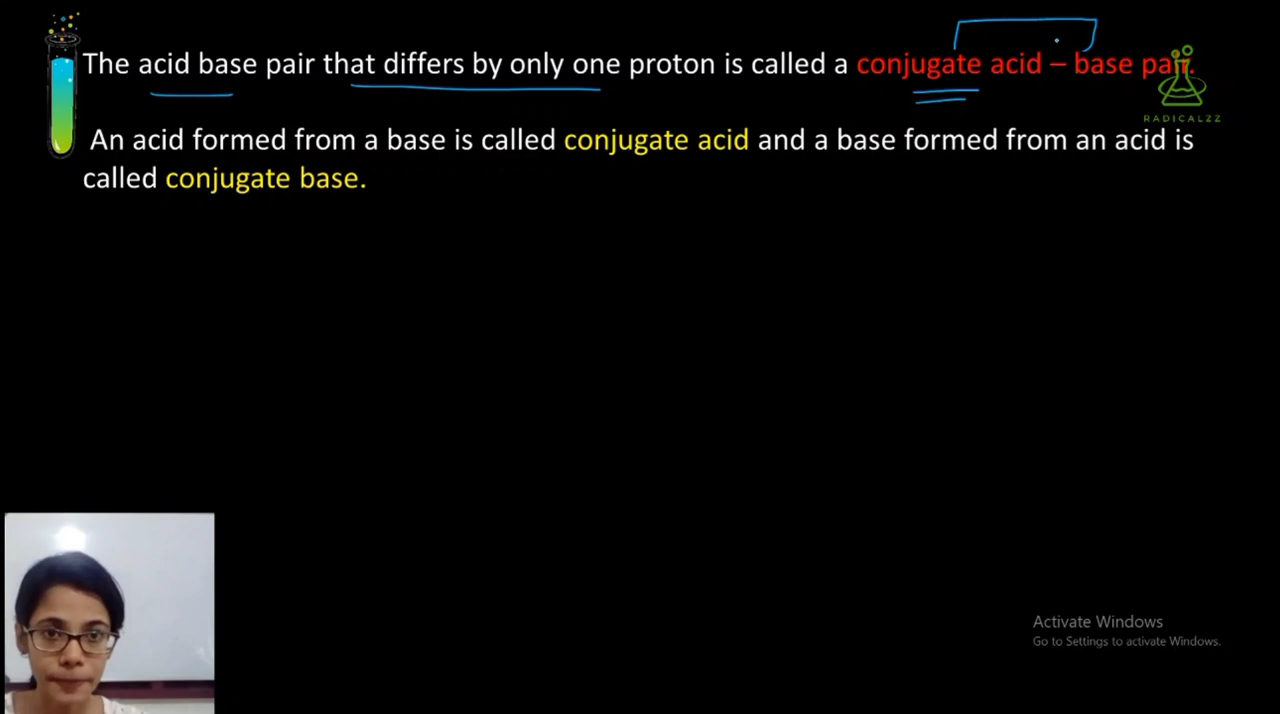 The acid base pair that differs by only one proton is called a conjugate acid – base pair.
RADICALZZ
An acid formed from a base is called conjugate acid and a base formed from an acid is
called conjugate base.
Activate Windows
Go to Settings to activate Windows.